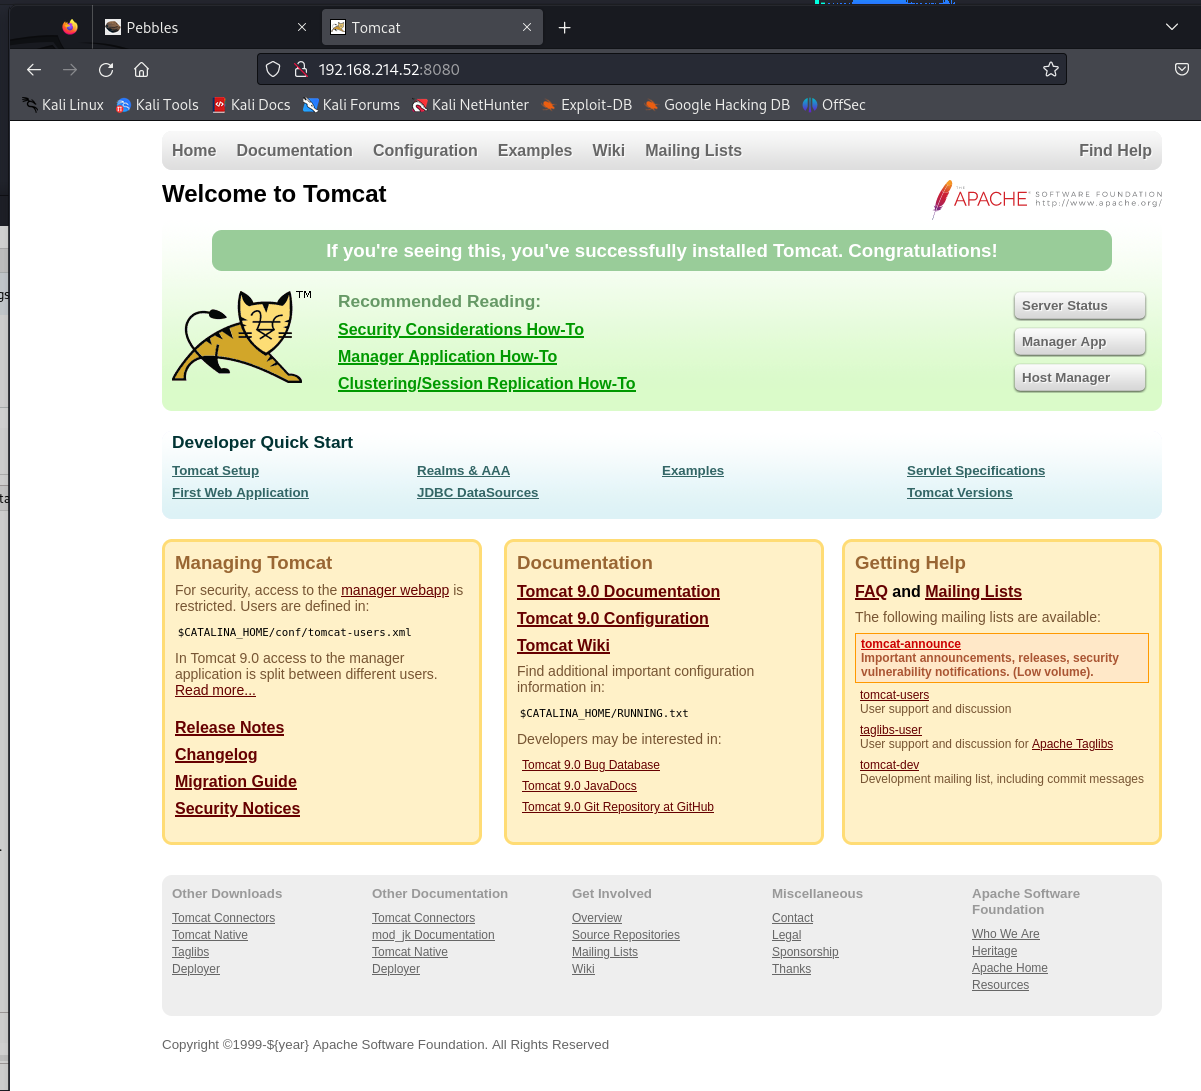 Pebbles
Tomcat
192.168.214.52:8080
Kali Linux Kali Tools Kali Docs Kali Forums Kali NetHunter Exploit-DB Google Hacking DB OffSec
Home Documentation Configuration Examples Wiki Mailing Lists Find Help
Welcome to Tomcat
THE APACHE SOFTWARE FOUNDATION
http://www.apache.org/
If you're seeing this, you've successfully installed Tomcat. Congratulations!
TM
Recommended Reading:
Security Considerations How-To
Manager Application How-To
Clustering/Session Replication How-To
Server Status
Manager App
Host Manager
Developer Quick Start
Tomcat Setup
First Web Application
Realms & AAA
JDBC DataSources
Examples
Servlet Specifications
Tomcat Versions
Managing Tomcat
For security, access to the manager webapp is
restricted. Users are defined in:
$CATALINA_HOME/conf/tomcat-users.xml
In Tomcat 9.0 access to the manager
application is split between different users.
Read more...
Release Notes
Changelog
Migration Guide
Security Notices
Documentation
Tomcat 9.0 Documentation
Tomcat 9.0 Configuration
Tomcat Wiki
Find additional important configuration
information in:
$CATALINA_HOME/RUNNING.txt
Developers may be interested in:
Tomcat 9.0 Bug Database
Tomcat 9.0 JavaDocs
Tomcat 9.0 Git Repository at GitHub
Getting Help
FAQ and Mailing Lists
The following mailing lists are available:
tomcat-announce
Important announcements, releases, security
vulnerability notifications. (Low volume).
tomcat-users
User support and discussion
taglibs-user
User support and discussion for Apache Taglibs
tomcat-dev
Development mailing list, including commit messages
Other Downloads
Tomcat Connectors
Tomcat Native
Taglibs
Deployer
Other Documentation
Tomcat Connectors
mod_jk Documentation
Tomcat Native
Deployer
Get Involved
Overview
Source Repositories
Mailing Lists
Wiki
Miscellaneous
Contact
Legal
Sponsorship
Thanks
Apache Software
Foundation
Who We Are
Heritage
Apache Home
Resources
Copyright ©1999-${year} Apache Software Foundation. All Rights Reserved